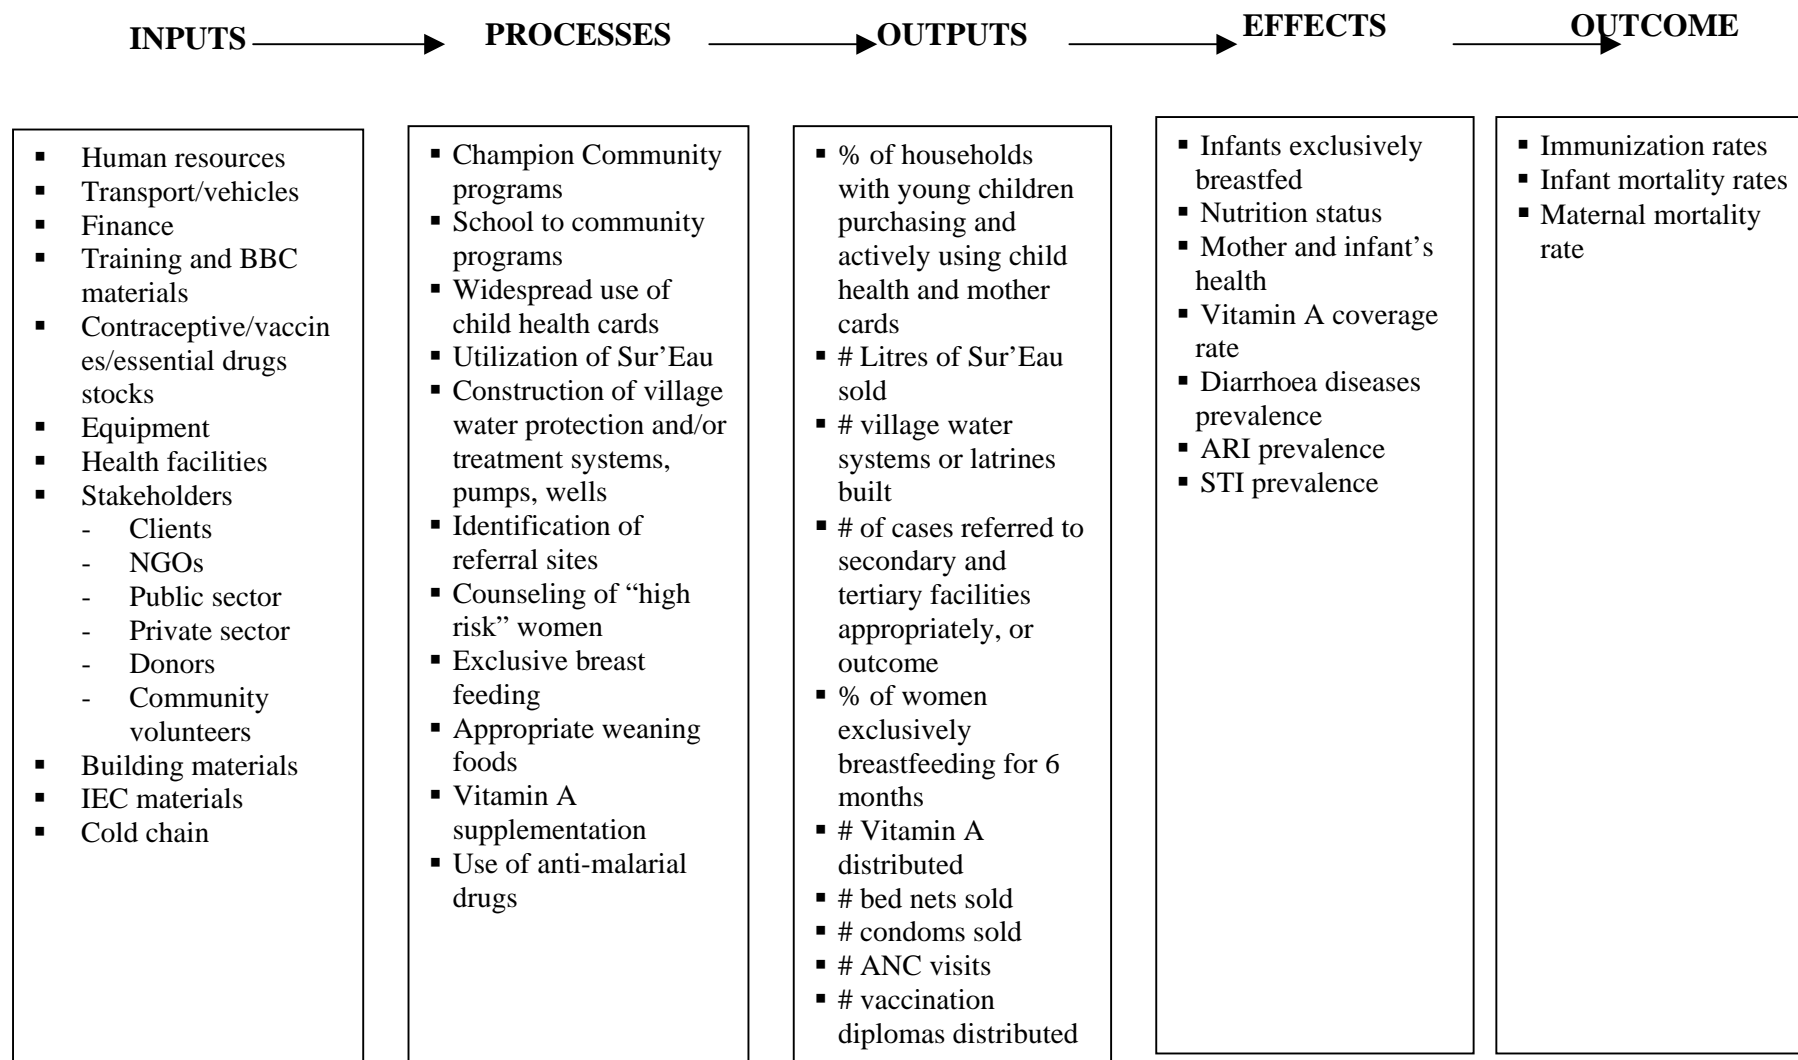 INPUTS
PROCESSES
OUTPUTS
EFFECTS
OUTCOME
▪ Human resources
▪ Transport/vehicles
▪ Finance
▪ Training and BBC
materials
▪ Contraceptive/vaccin
es/essential drugs
stocks
▪ Equipment
▪ Health facilities
▪ Stakeholders
- Clients
- NGOs
- Public sector
- Private sector
- Donors
- Community
volunteers
▪ Building materials
▪ IEC materials
▪ Cold chain
▪ Champion Community
programs
▪ School to community
programs
▪ Widespread use of
child health cards
▪ Utilization of Sur’Eau
▪ Construction of village
water protection and/or
treatment systems,
pumps, wells
▪ Identification of
referral sites
▪ Counseling of “high
risk” women
▪ Exclusive breast
feeding
▪ Appropriate weaning
foods
▪ Vitamin A
supplementation
▪ Use of anti-malarial
drugs
▪ % of households
with young children
purchasing and
actively using child
health and mother
cards
▪ # Litres of Sur’Eau
sold
▪ # village water
systems or latrines
built
▪ # of cases referred to
secondary and
tertiary facilities
appropriately, or
outcome
▪ % of women
exclusively
breastfeeding for 6
months
▪ # Vitamin A
distributed
▪ # bed nets sold
▪ # condoms sold
▪ # ANC visits
▪ # vaccination
diplomas distributed
▪ Infants exclusively
breastfed
▪ Nutrition status
▪ Mother and infant’s
health
▪ Vitamin A coverage
rate
▪ Diarrhoea diseases
prevalence
▪ ARI prevalence
▪ STI prevalence
▪ Immunization rates
▪ Infant mortality rates
▪ Maternal mortality
rate